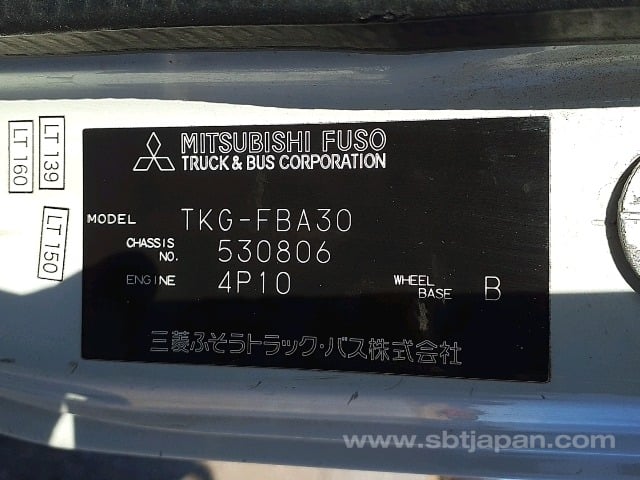 MITSUBISHI FUSO
TRUCK & BUS CORPORATION
LT 160
LT 139
LT 150
MODEL TKG-FBA30
CHASSIS NO. 530806
ENGINE 4P10
WHEEL BASE B
三菱ふそうトラック・バス株式会社
www.sbtjapan.com